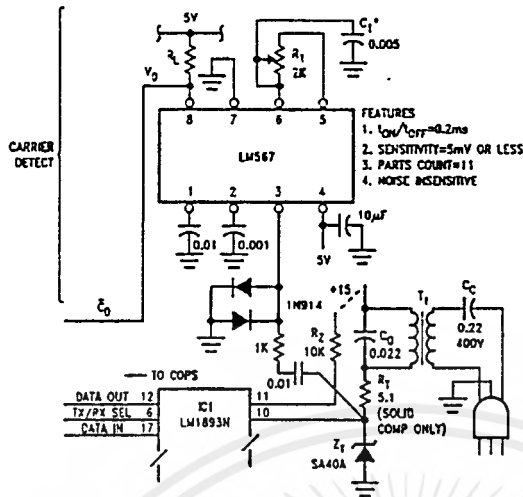 5V
R_L
V_O
R_1
2K
C_1*
0.005
8
7
6
5
LM567
1
2
3
4
FEATURES
1. t_ON/t_OFF=0.2ms
2. SENSITIVITY=5mV OR LESS
3. PARTS COUNT=11
4. NOISE INSENSITIVE
CARRIER
DETECT
0.01
0.001
10µF
5V
1N914
C̄_D
1K
0.01
+15
R_Z
10K
C_Q
0.022
T_1
C_C
0.22
400V
R_T
5.1
(SOLID
COMP ONLY)
Z_T
SA40A
TO COPS
DATA OUT 12
TX/RX SEL 6
DATA IN 17
IC1
LM1893N
11
10